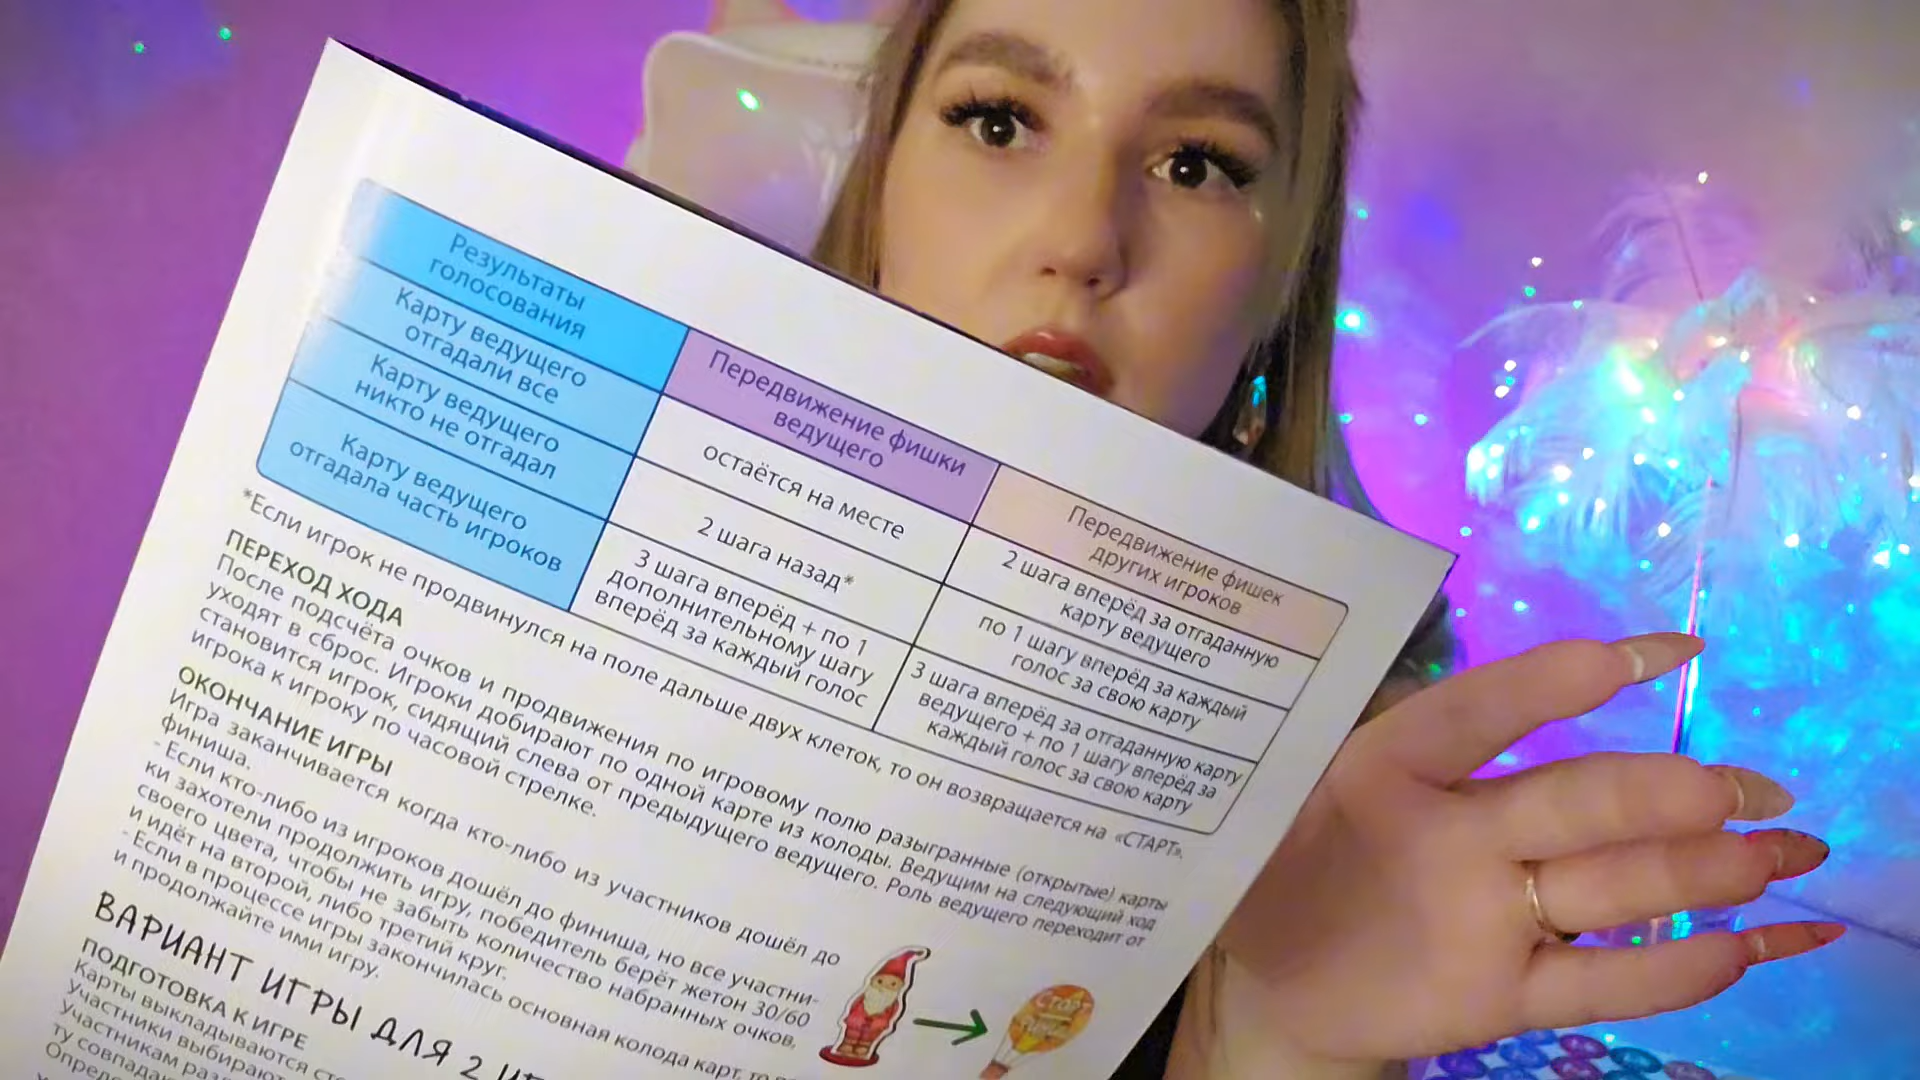 Результаты
голосования
Передвижение фишки
ведущего
Передвижение фишек
других игроков
Карту ведущего
отгадали все
остаётся на месте
2 шага вперёд за отгаданную
карту ведущего
Карту ведущего
никто не отгадал
2 шага назад*
по 1 шагу вперёд за каждый
голос за свою карту
Карту ведущего
отгадала часть игроков
3 шага вперёд + по 1
дополнительному шагу
вперёд за каждый голос
3 шага вперёд за отгаданную карту
ведущего + по 1 шагу вперёд за
каждый голос за свою карту
*Если игрок не продвинулся на поле дальше двух клеток, то он возвращается на «СТАРТ».
ПЕРЕХОД ХОДА
После подсчёта очков и продвижения по игровому полю разыгранные (открытые) карты
уходят в сброс. Игроки добирают по одной карте из колоды. Ведущим на следующий ход
становится игрок, сидящий слева от предыдущего ведущего. Роль ведущего переходит от
игрока к игроку по часовой стрелке.
ОКОНЧАНИЕ ИГРЫ
Игра заканчивается когда кто-либо из участников дошёл до
финиша.
- Если кто-либо из игроков дошёл до финиша, но все участни-
ки захотели продолжить игру, победитель берёт жетон 30/60
своего цвета, чтобы не забыть количество набранных очков,
и идёт на второй, либо третий круг.
- Если в процессе игры закончилась основная колода карт, то
и продолжайте ими игру.
Старт
ВАРИАНТ ИГРЫ ДЛЯ 2
ПОДГОТОВКА К ИГРЕ
Карты выкладываются
Участники выбирают
участникам
ту